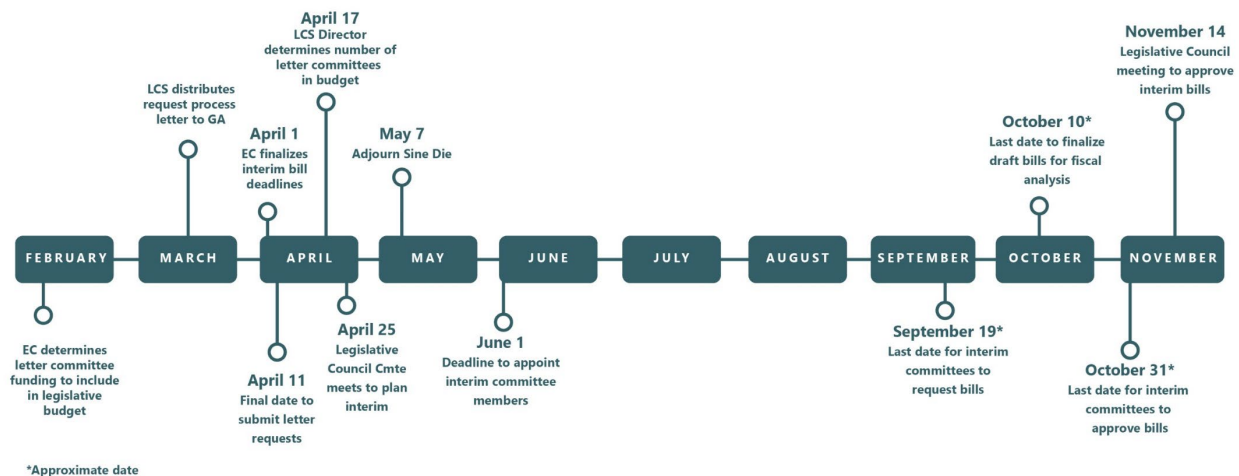 April 17
LCS Director
determines number of
letter committees
in budget
November 14
Legislative Council
meeting to approve
interim bills
LCS distributes
request process
letter to GA
April 1
EC finalizes
interim bill
deadlines
May 7
Adjourn Sine Die
October 10*
Last date to finalize
draft bills for fiscal
analysis
FEBRUARY
MARCH
APRIL
MAY
JUNE
JULY
AUGUST
SEPTEMBER
OCTOBER
NOVEMBER
EC determines
letter committee
funding to include
in legislative
budget
April 11
Final date to
submit letter
requests
April 25
Legislative
Council Cmte
meets to plan
interim
June 1
Deadline to appoint
interim committee
members
September 19*
Last date for interim
committees to
request bills
October 31*
Last date for interim
committees to
approve bills
*Approximate date